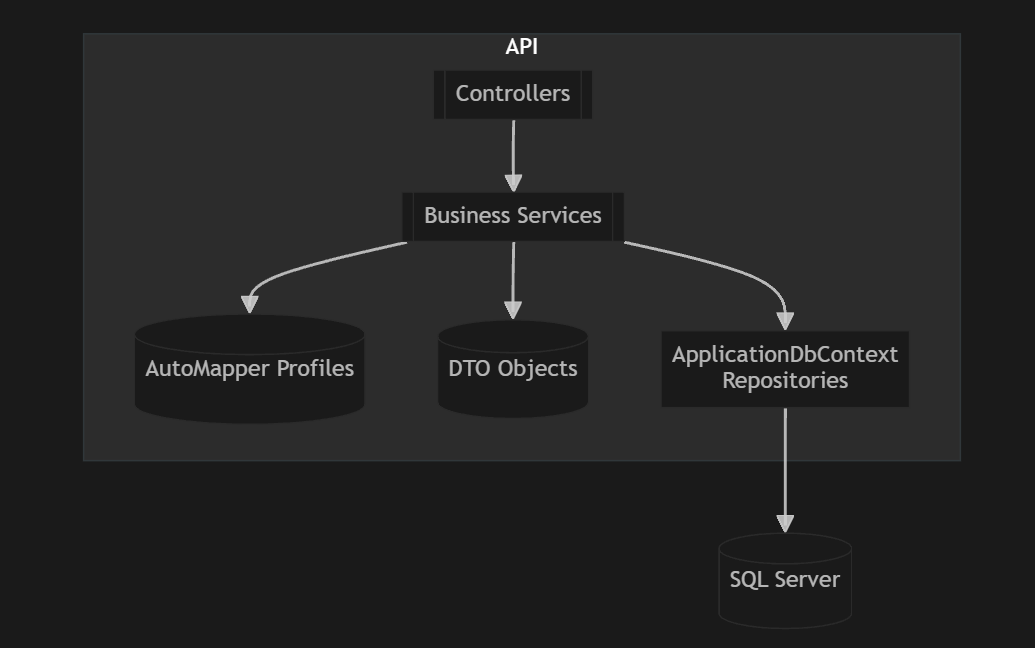 API
Controllers
Business Services
AutoMapper Profiles
DTO Objects
ApplicationDbContext
Repositories
SQL Server